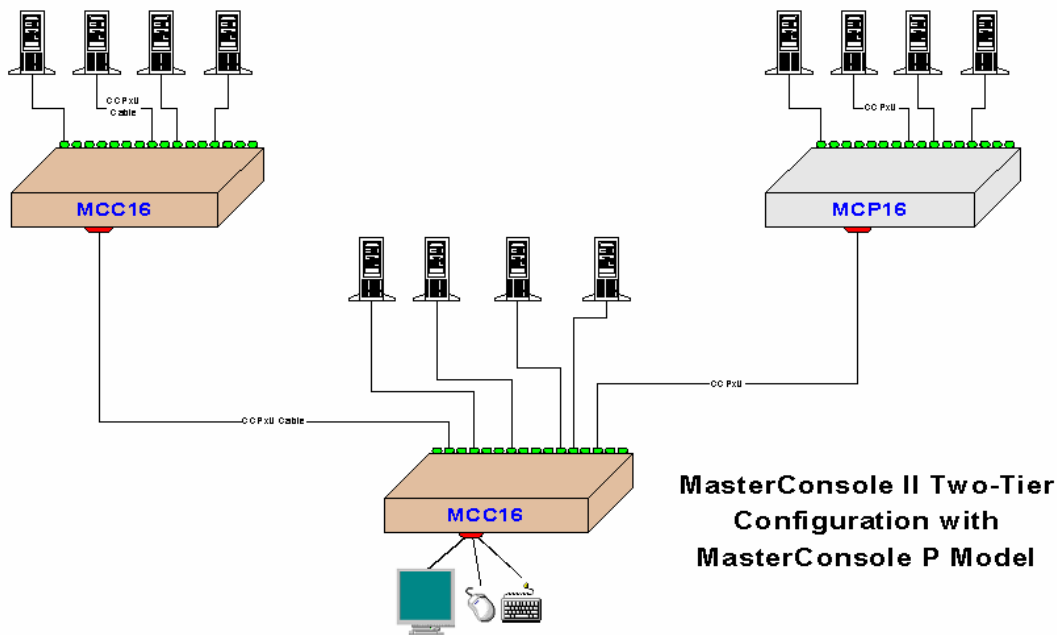 CCPxU
Cable
CCPxU
MCC16
MCP16
CCPxU
CCPxU Cable
MCC16
MasterConsole II Two-Tier
Configuration with
MasterConsole P Model